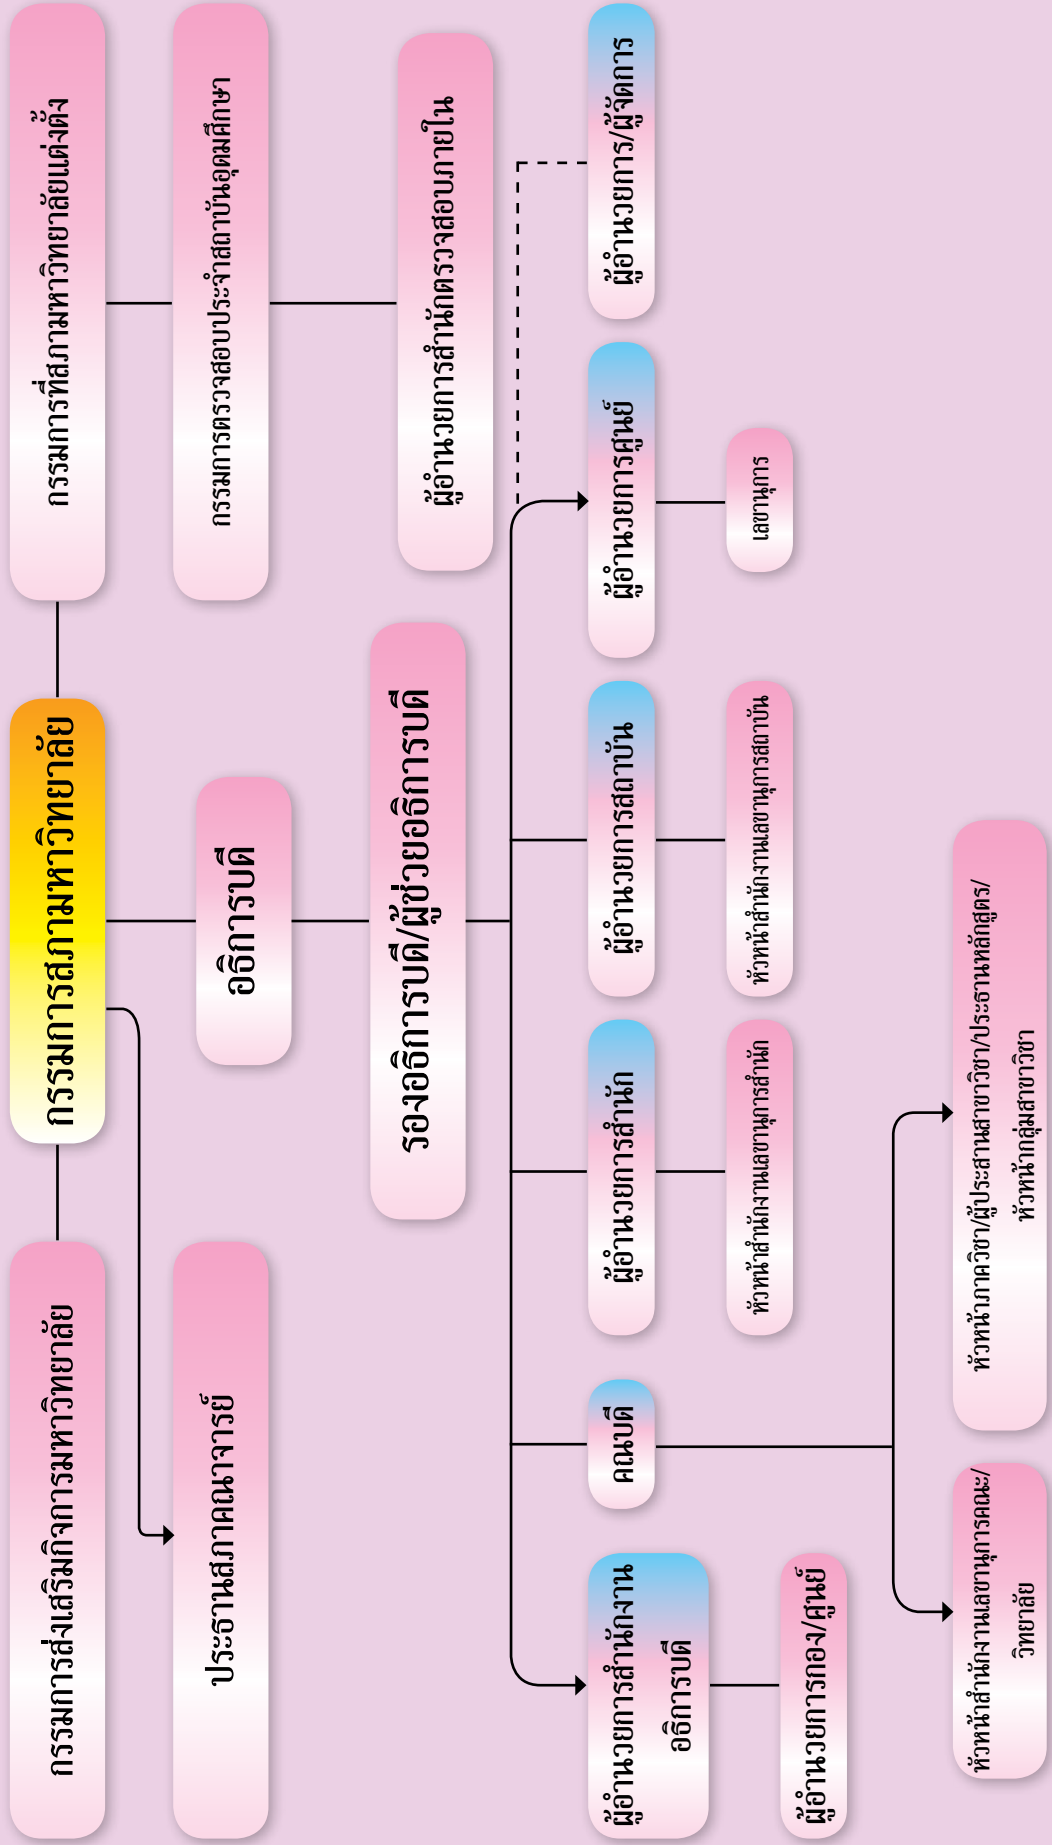 กรรมการส่งเสริมกิจการมหาวิทยาลัย
กรรมการสภามหาวิทยาลัย
กรรมการที่สภามหาวิทยาลัยแต่งตั้ง
ประธานสภาคณาจารย์
อธิการบดี
กรรมการตรวจสอบประจำสถาบันอุดมศึกษา
รองอธิการบดี/ผู้ช่วยอธิการบดี
ผู้อำนวยการสำนักตรวจสอบภายใน
ผู้อำนวยการสำนักงาน
อธิการบดี
คณบดี
ผู้อำนวยการสำนัก
ผู้อำนวยการสถาบัน
ผู้อำนวยการศูนย์
ผู้อำนวยการ/ผู้จัดการ
ผู้อำนวยการกอง/ศูนย์
หัวหน้าสำนักงานเลขานุการสำนัก
หัวหน้าสำนักงานเลขานุการสถาบัน
เลขานุการ
หัวหน้าสำนักงานเลขานุการคณะ/
วิทยาลัย
หัวหน้าภาควิชา/ผู้ประสานสาขาวิชา/ประธานหลักสูตร/
หัวหน้ากลุ่มสาขาวิชา